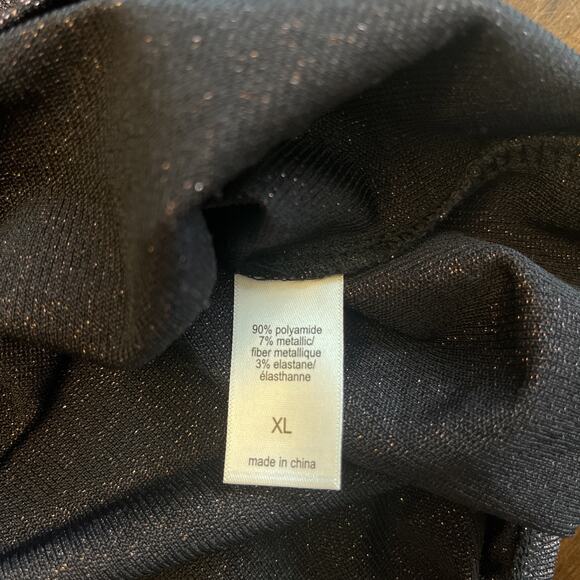 90% polyamide
7% metallic/
fiber metallique
3% elastane/
élasthanne
XL
made in china